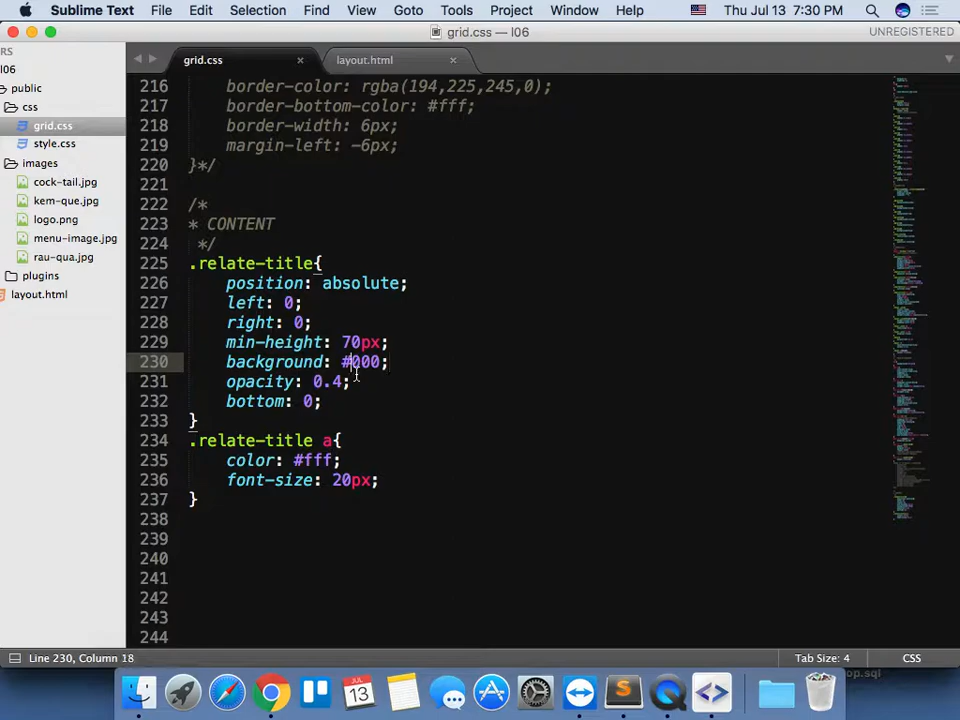 Sublime Text File Edit Selection Find View Goto Tools Project Window Help Thu Jul 13 7:30 PM
grid.css — l06 UNREGISTERED
RS
l06
public
css
grid.css
style.css
images
cock-tail.jpg
kem-que.jpg
logo.png
menu-image.jpg
rau-qua.jpg
plugins
layout.html
grid.css × layout.html ×
216 border-color: rgba(194,225,245,0);
217 border-bottom-color: #fff;
218 border-width: 6px;
219 margin-left: -6px;
220 }*/
221
222 /*
223 * CONTENT
224 */
225 .relate-title{
226 position: absolute;
227 left: 0;
228 right: 0;
229 min-height: 70px;
230 background: #000;
231 opacity: 0.4;
232 bottom: 0;
233 }
234 .relate-title a{
235 color: #fff;
236 font-size: 20px;
237 }
238
239
240
241
242
243
244
Line 230, Column 18 Tab Size: 4 CSS
op.sql
JUL
13